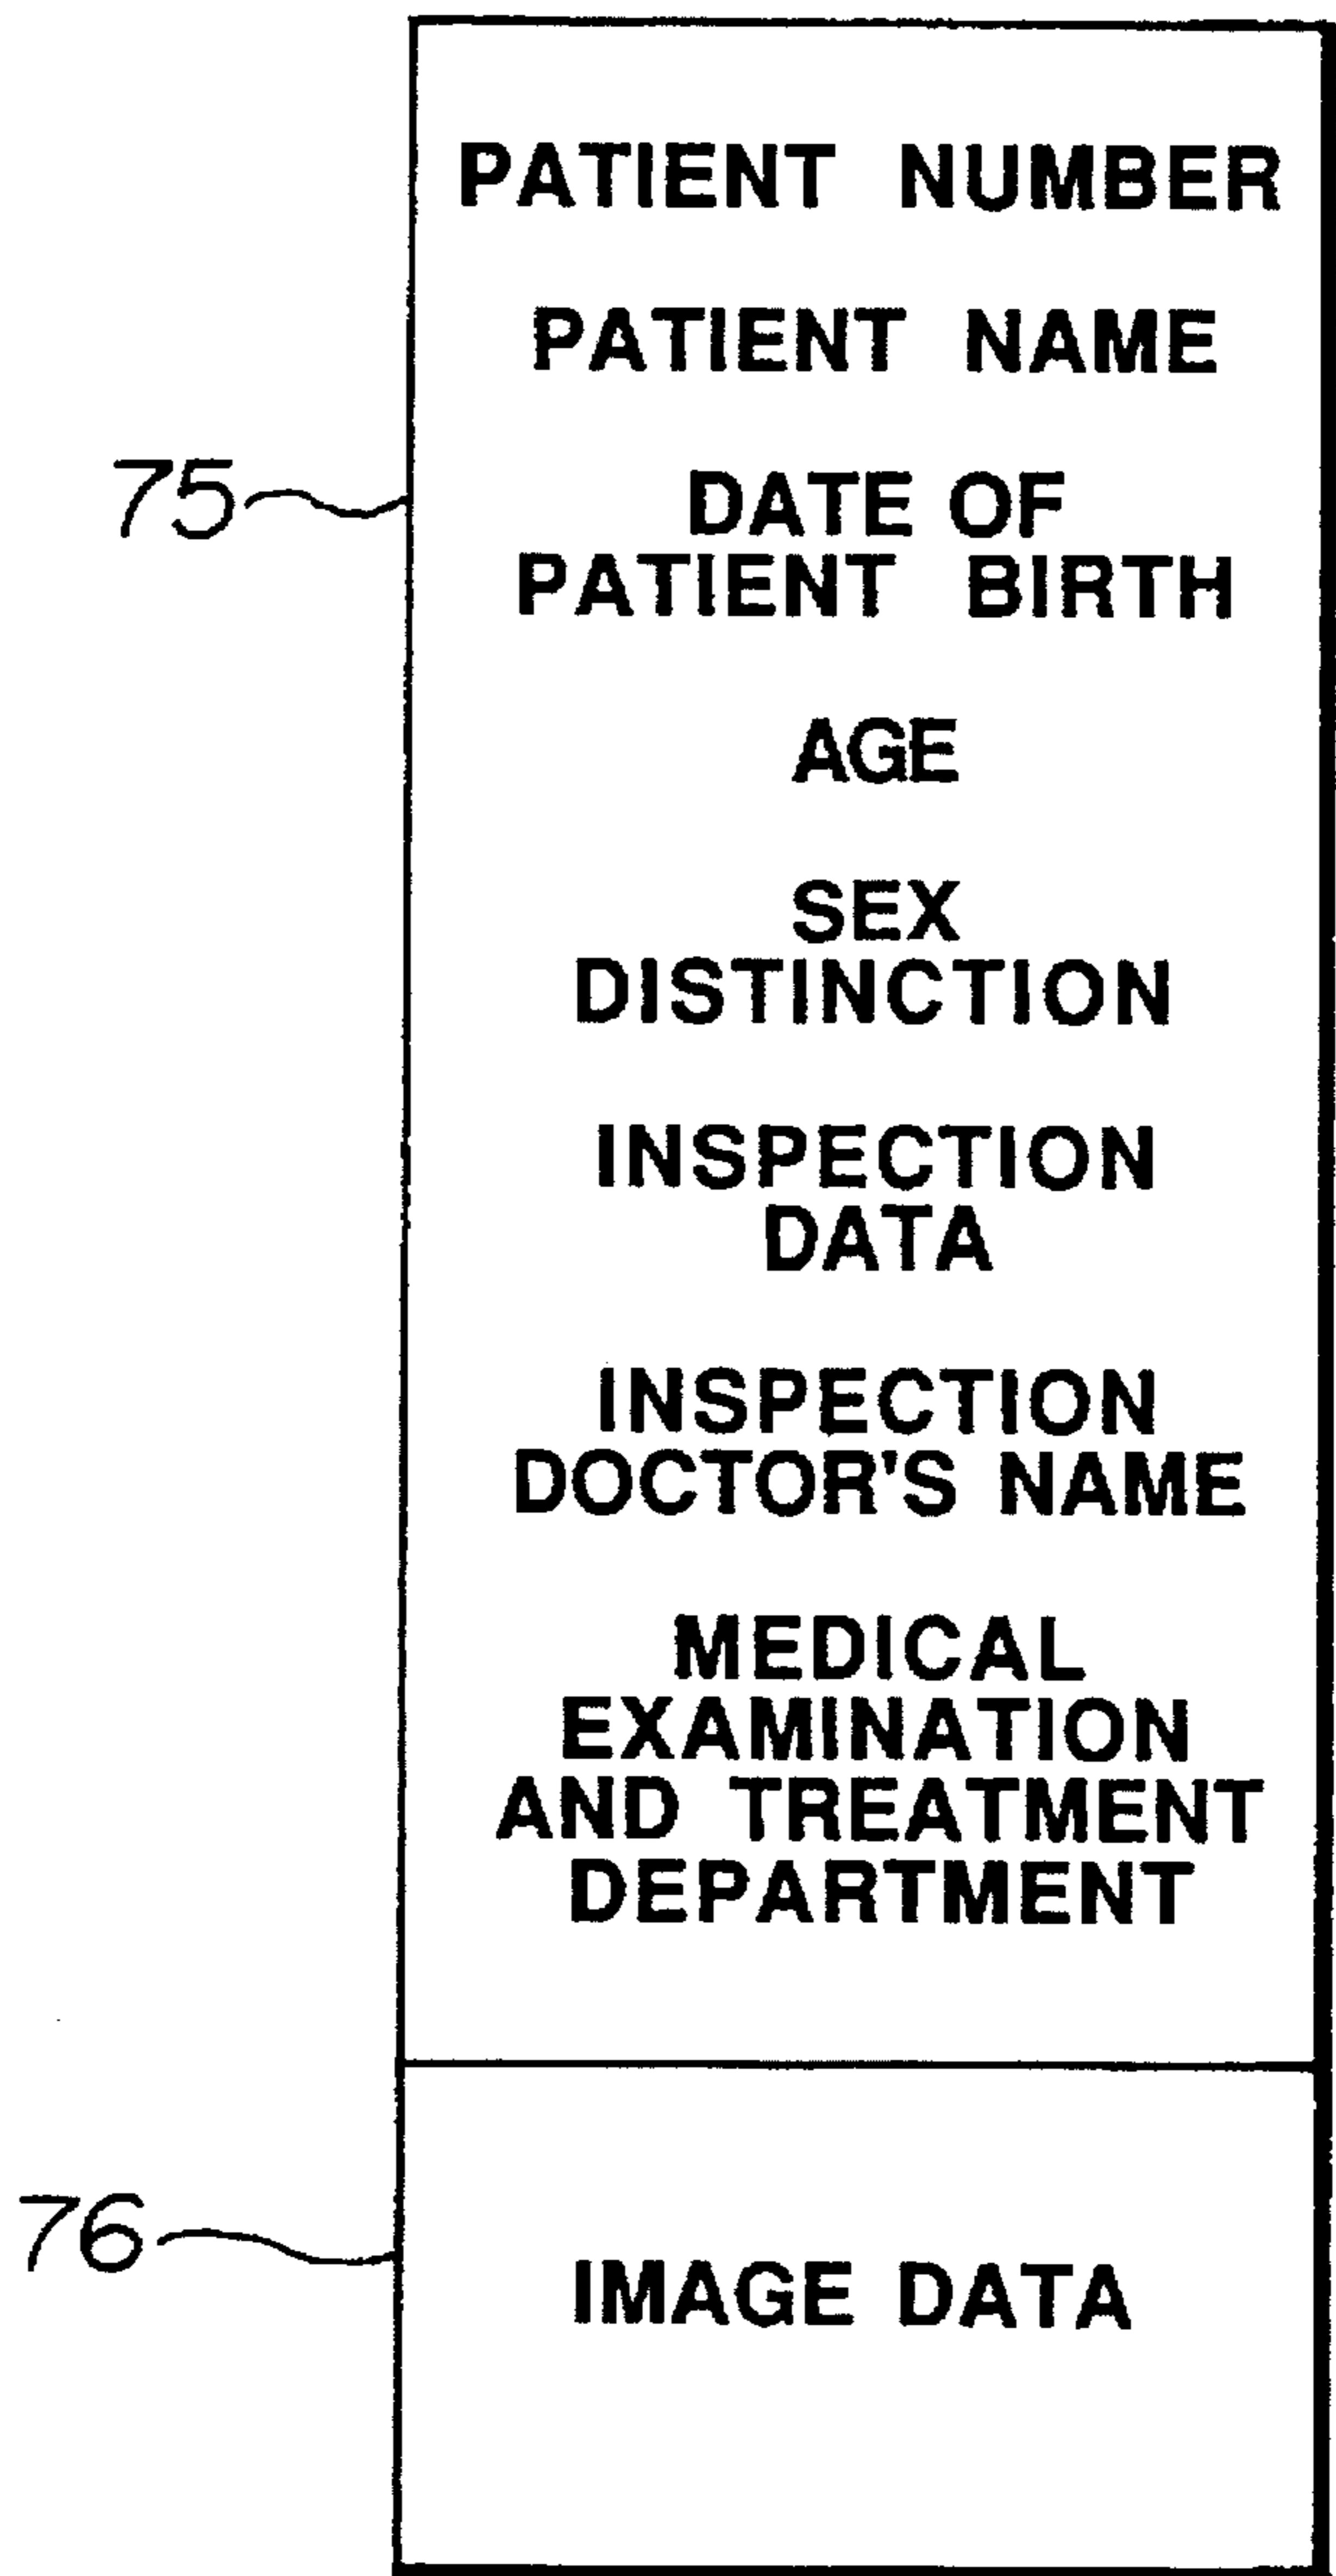 PATIENT NUMBER
PATIENT NAME
75
DATE OF
PATIENT BIRTH
AGE
SEX
DISTINCTION
INSPECTION
DATA
INSPECTION
DOCTOR'S NAME
MEDICAL
EXAMINATION
AND TREATMENT
DEPARTMENT
76
IMAGE DATA